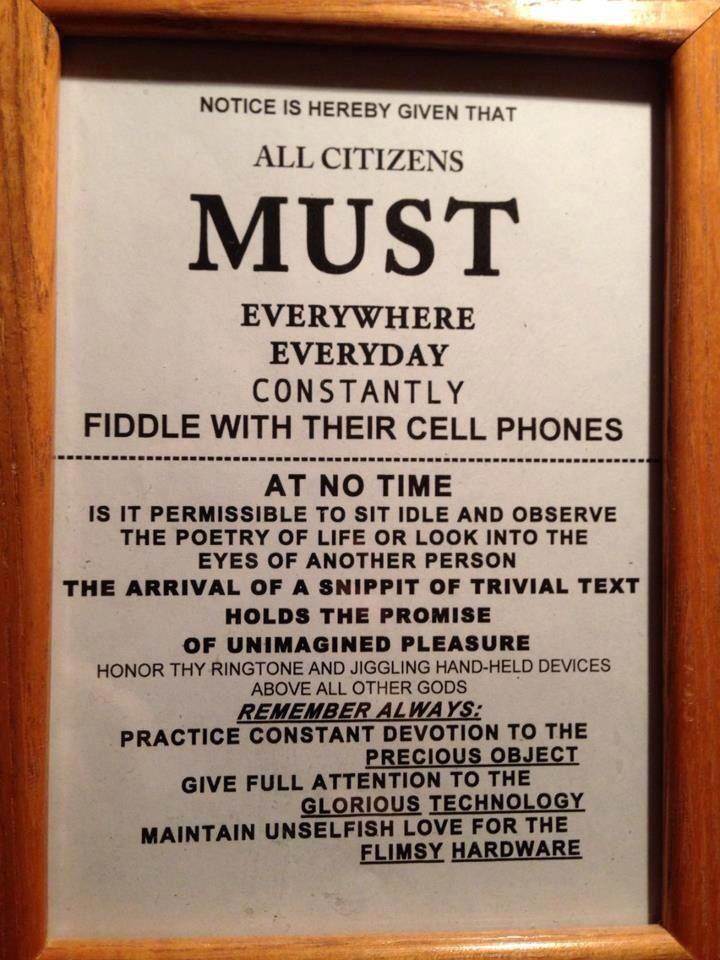 NOTICE IS HEREBY GIVEN THAT
ALL CITIZENS
MUST
EVERYWHERE
EVERYDAY
CONSTANTLY
FIDDLE WITH THEIR CELL PHONES
AT NO TIME
IS IT PERMISSIBLE TO SIT IDLE AND OBSERVE
THE POETRY OF LIFE OR LOOK INTO THE
EYES OF ANOTHER PERSON
THE ARRIVAL OF A SNIPPIT OF TRIVIAL TEXT
HOLDS THE PROMISE
OF UNIMAGINED PLEASURE
HONOR THY RINGTONE AND JIGGLING HAND-HELD DEVICES
ABOVE ALL OTHER GODS
REMEMBER ALWAYS:
PRACTICE CONSTANT DEVOTION TO THE
PRECIOUS OBJECT
GIVE FULL ATTENTION TO THE
GLORIOUS TECHNOLOGY
MAINTAIN UNSELFISH LOVE FOR THE
FLIMSY HARDWARE